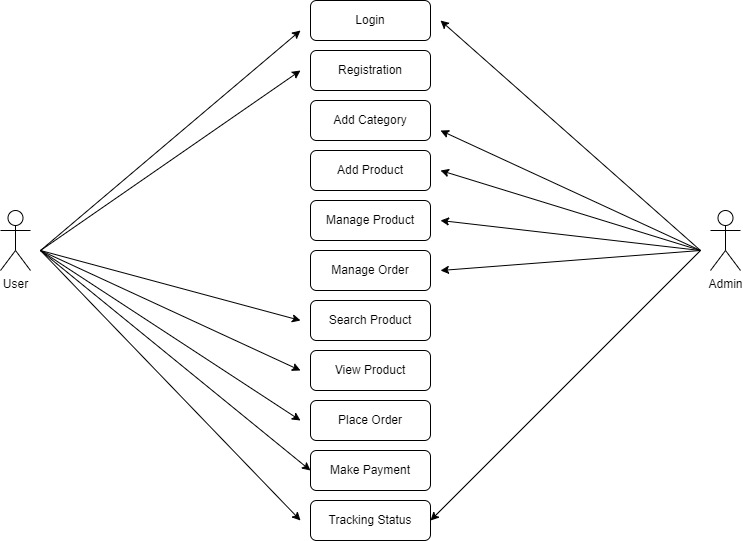 Login
Registration
Add Category
Add Product
Manage Product
Manage Order
User
Admin
Search Product
View Product
Place Order
Make Payment
Tracking Status